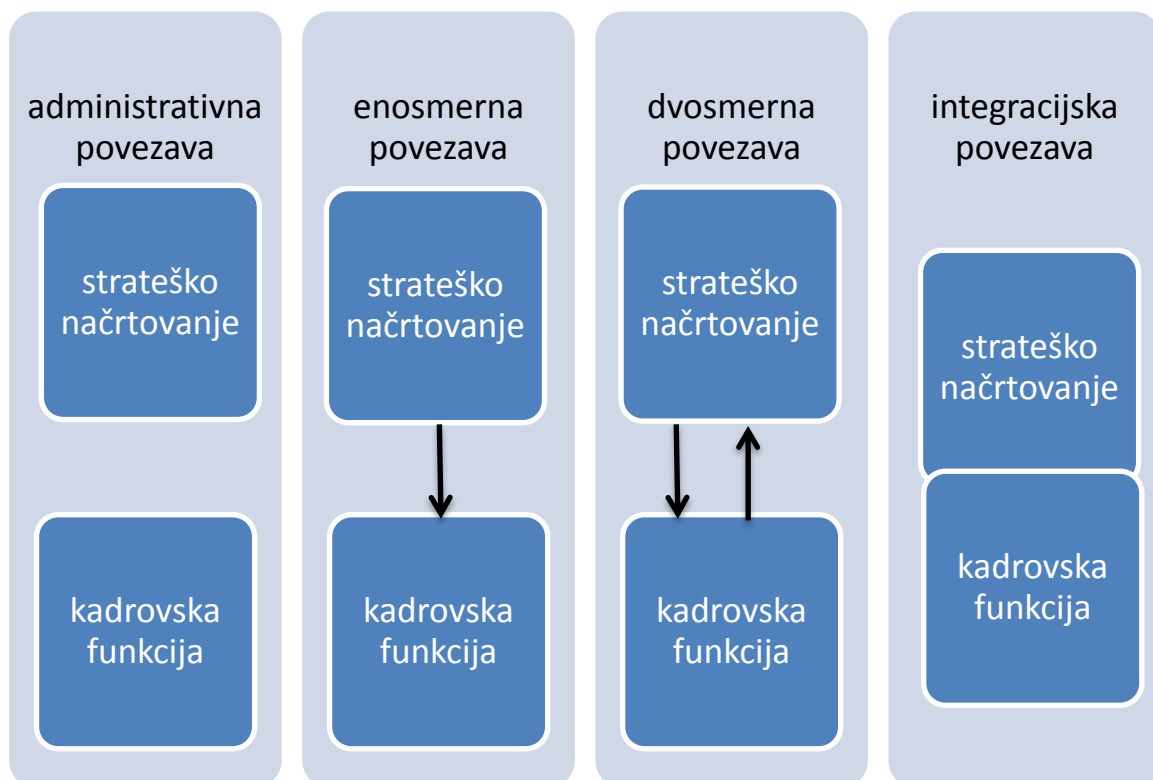 administrativna
povezava
strateško
načrtovanje
kadrovska
funkcija
enosmerna
povezava
strateško
načrtovanje
kadrovska
funkcija
dvosmerna
povezava
strateško
načrtovanje
kadrovska
funkcija
integracijska
povezava
strateško
načrtovanje
kadrovska
funkcija